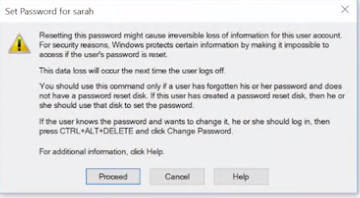 Set Password for sarah
Resetting this password might cause irreversible loss of information for this user account.
For security reasons, Windows protects certain information by making it impossible to
access if the user's password is reset.
This data loss will occur the next time the user logs off.
You should use this command only if a user has forgotten his or her password and does
not have a password reset disk. If this user has created a password reset disk, then he or
she should use that disk to set the password.
If the user knows the password and wants to change it, he or she should log in, then
press CTRL+ALT+DELETE and click Change Password.
For additional information, click Help.
Proceed Cancel Help